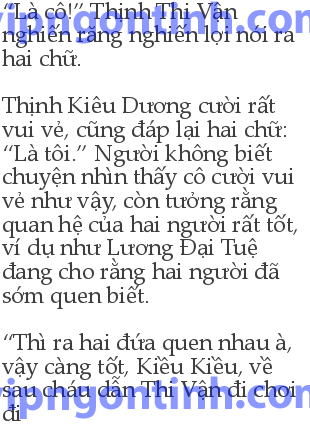 “Là cô!” Thịnh Thi Vận
nghiến răng nghiến lợi nói ra
hai chữ.
Thịnh Kiêu Dương cười rất
vui vẻ, cũng đáp lại hai chữ:
“Là tôi.” Người không biết
chuyện nhìn thấy cô cười vui
vẻ như vậy, còn tưởng rằng
quan hệ của hai người rất tốt,
ví dụ như Lương Đại Tuệ
đang cho rằng hai người đã
sớm quen biết.
“Thì ra hai đứa quen nhau à,
vậy càng tốt, Kiều Kiều, về
sau cháu dẫn Thi Vận đi chơi
đi
vipngontinh.com
vipngontinh.com